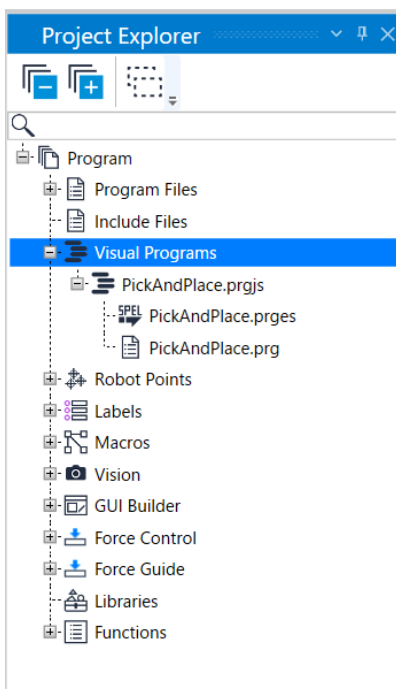 Project Explorer
Program
Program Files
Include Files
Visual Programs
PickAndPlace.prgjs
SPEL PickAndPlace.prges
PickAndPlace.prg
Robot Points
Labels
Macros
Vision
GUI Builder
Force Control
Force Guide
Libraries
Functions